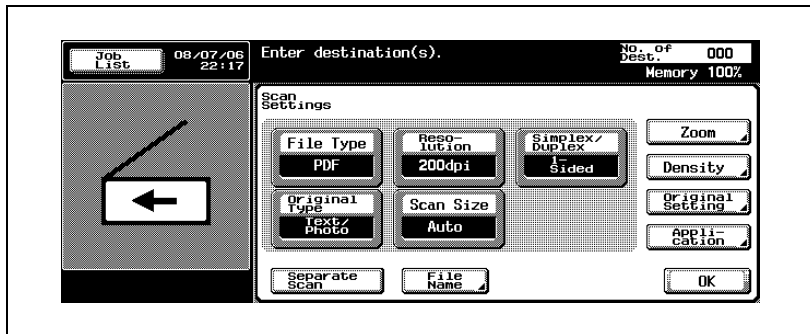 Job
List
08/07/06
22:17
Enter destination(s).
No. of
Dest.
000
Memory 100%
Scan
Settings
File Type
PDF
Reso-
lution
200dpi
Simplex/
Duplex
1-
Sided
Zoom
Density
Original
Type
Text/
Photo
Scan Size
Auto
Original
Setting
Appli-
cation
Separate
Scan
File
Name
OK